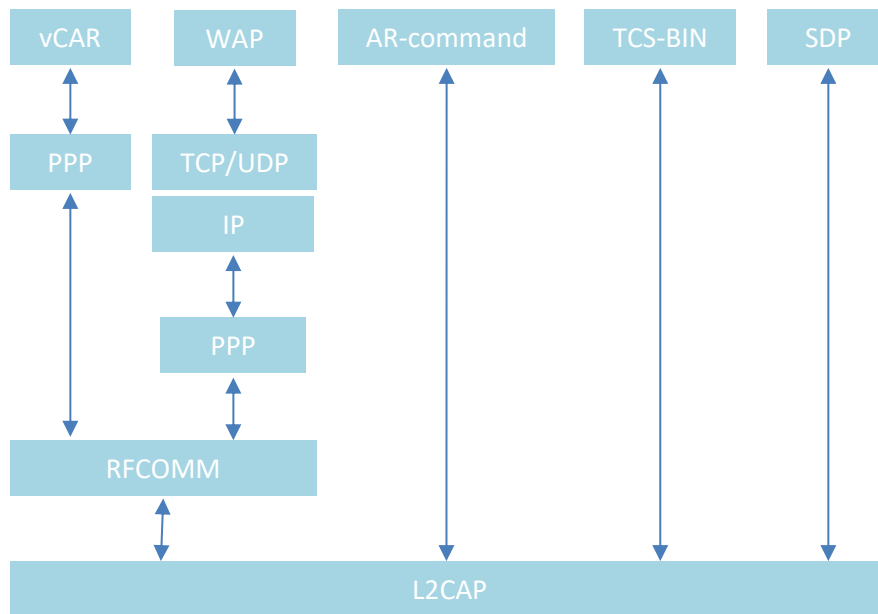 vCAR
WAP
AR-command
TCS-BIN
SDP
PPP
TCP/UDP
IP
PPP
RFCOMM
L2CAP